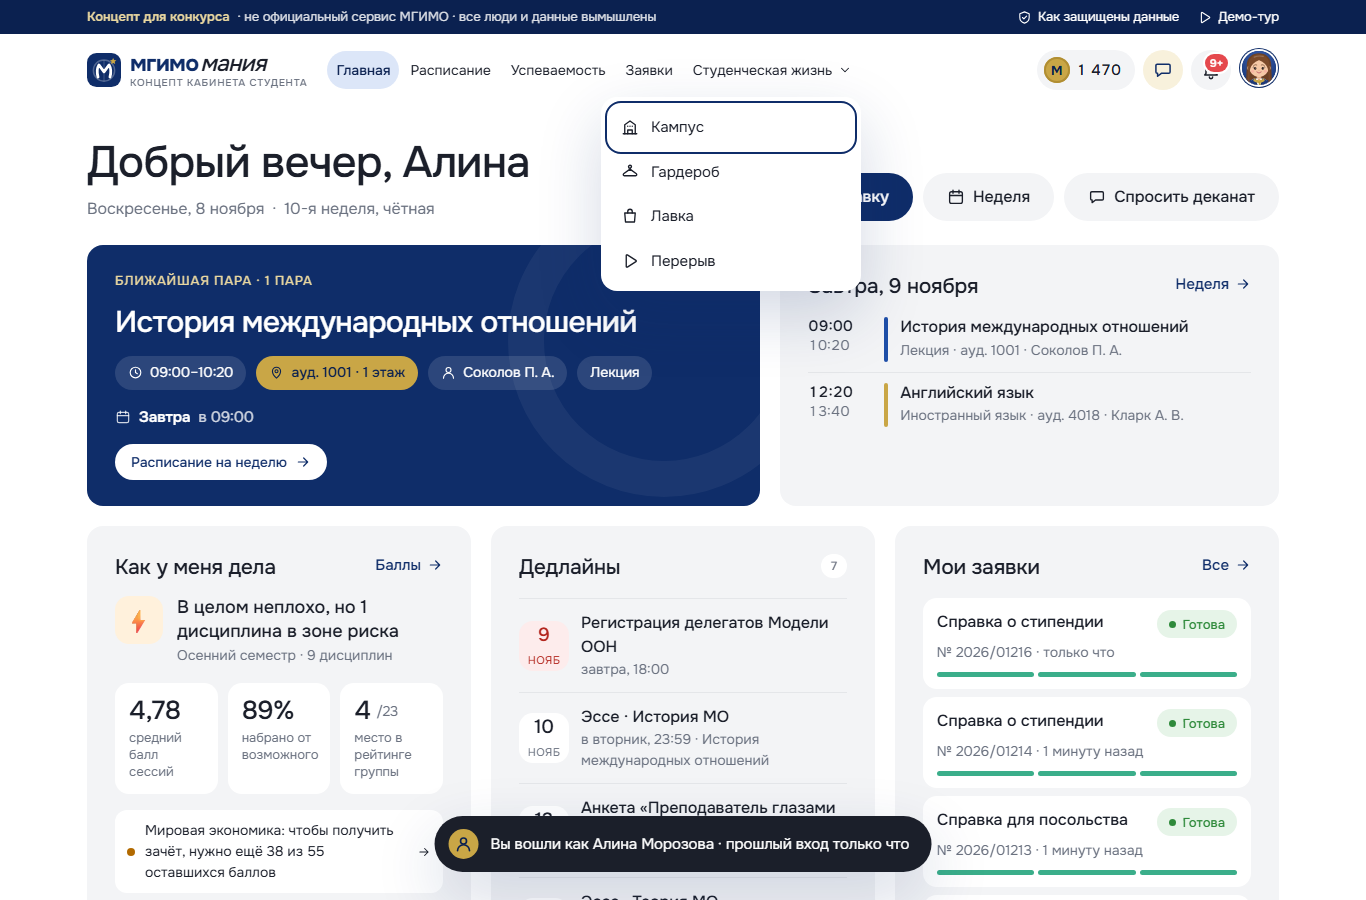 Концепт для конкурса · не официальный сервис МГИМО · все люди и данные вымышлены
Как защищены данные
Демо-тур
МГИМО мания
КОНЦЕПТ КАБИНЕТА СТУДЕНТА
Главная
Расписание
Успеваемость
Заявки
Студенческая жизнь
M 1 470
9+
Кампус
Гардероб
Лавка
Перерыв
Добрый вечер, Алина
Воскресенье, 8 ноября · 10-я неделя, чётная
Неделя
Спросить деканат
БЛИЖАЙШАЯ ПАРА · 1 ПАРА
История международных отношений
09:00–10:20
ауд. 1001 · 1 этаж
Соколов П. А.
Лекция
Завтра в 09:00
Расписание на неделю
Завтра, 9 ноября
Неделя
09:00
10:20
История международных отношений
Лекция · ауд. 1001 · Соколов П. А.
12:20
13:40
Английский язык
Иностранный язык · ауд. 4018 · Кларк А. В.
Как у меня дела
Баллы
В целом неплохо, но 1
дисциплина в зоне риска
Осенний семестр · 9 дисциплин
4,78
средний
балл
сессий
89%
набрано от
возможного
4 /23
место в
рейтинге
группы
Мировая экономика: чтобы получить
зачёт, нужно ещё 38 из 55
оставшихся баллов
Дедлайны
7
9
НОЯБ
Регистрация делегатов Модели
ООН
завтра, 18:00
10
НОЯБ
Эссе · История МО
в вторник, 23:59 · История
международных отношений
Анкета «Преподаватель глазами
Мои заявки
Все
Справка о стипендии
Готова
№ 2026/01216 · только что
Справка о стипендии
Готова
№ 2026/01214 · 1 минуту назад
Справка для посольства
Готова
№ 2026/01213 · 1 минуту назад
Вы вошли как Алина Морозова · прошлый вход только что